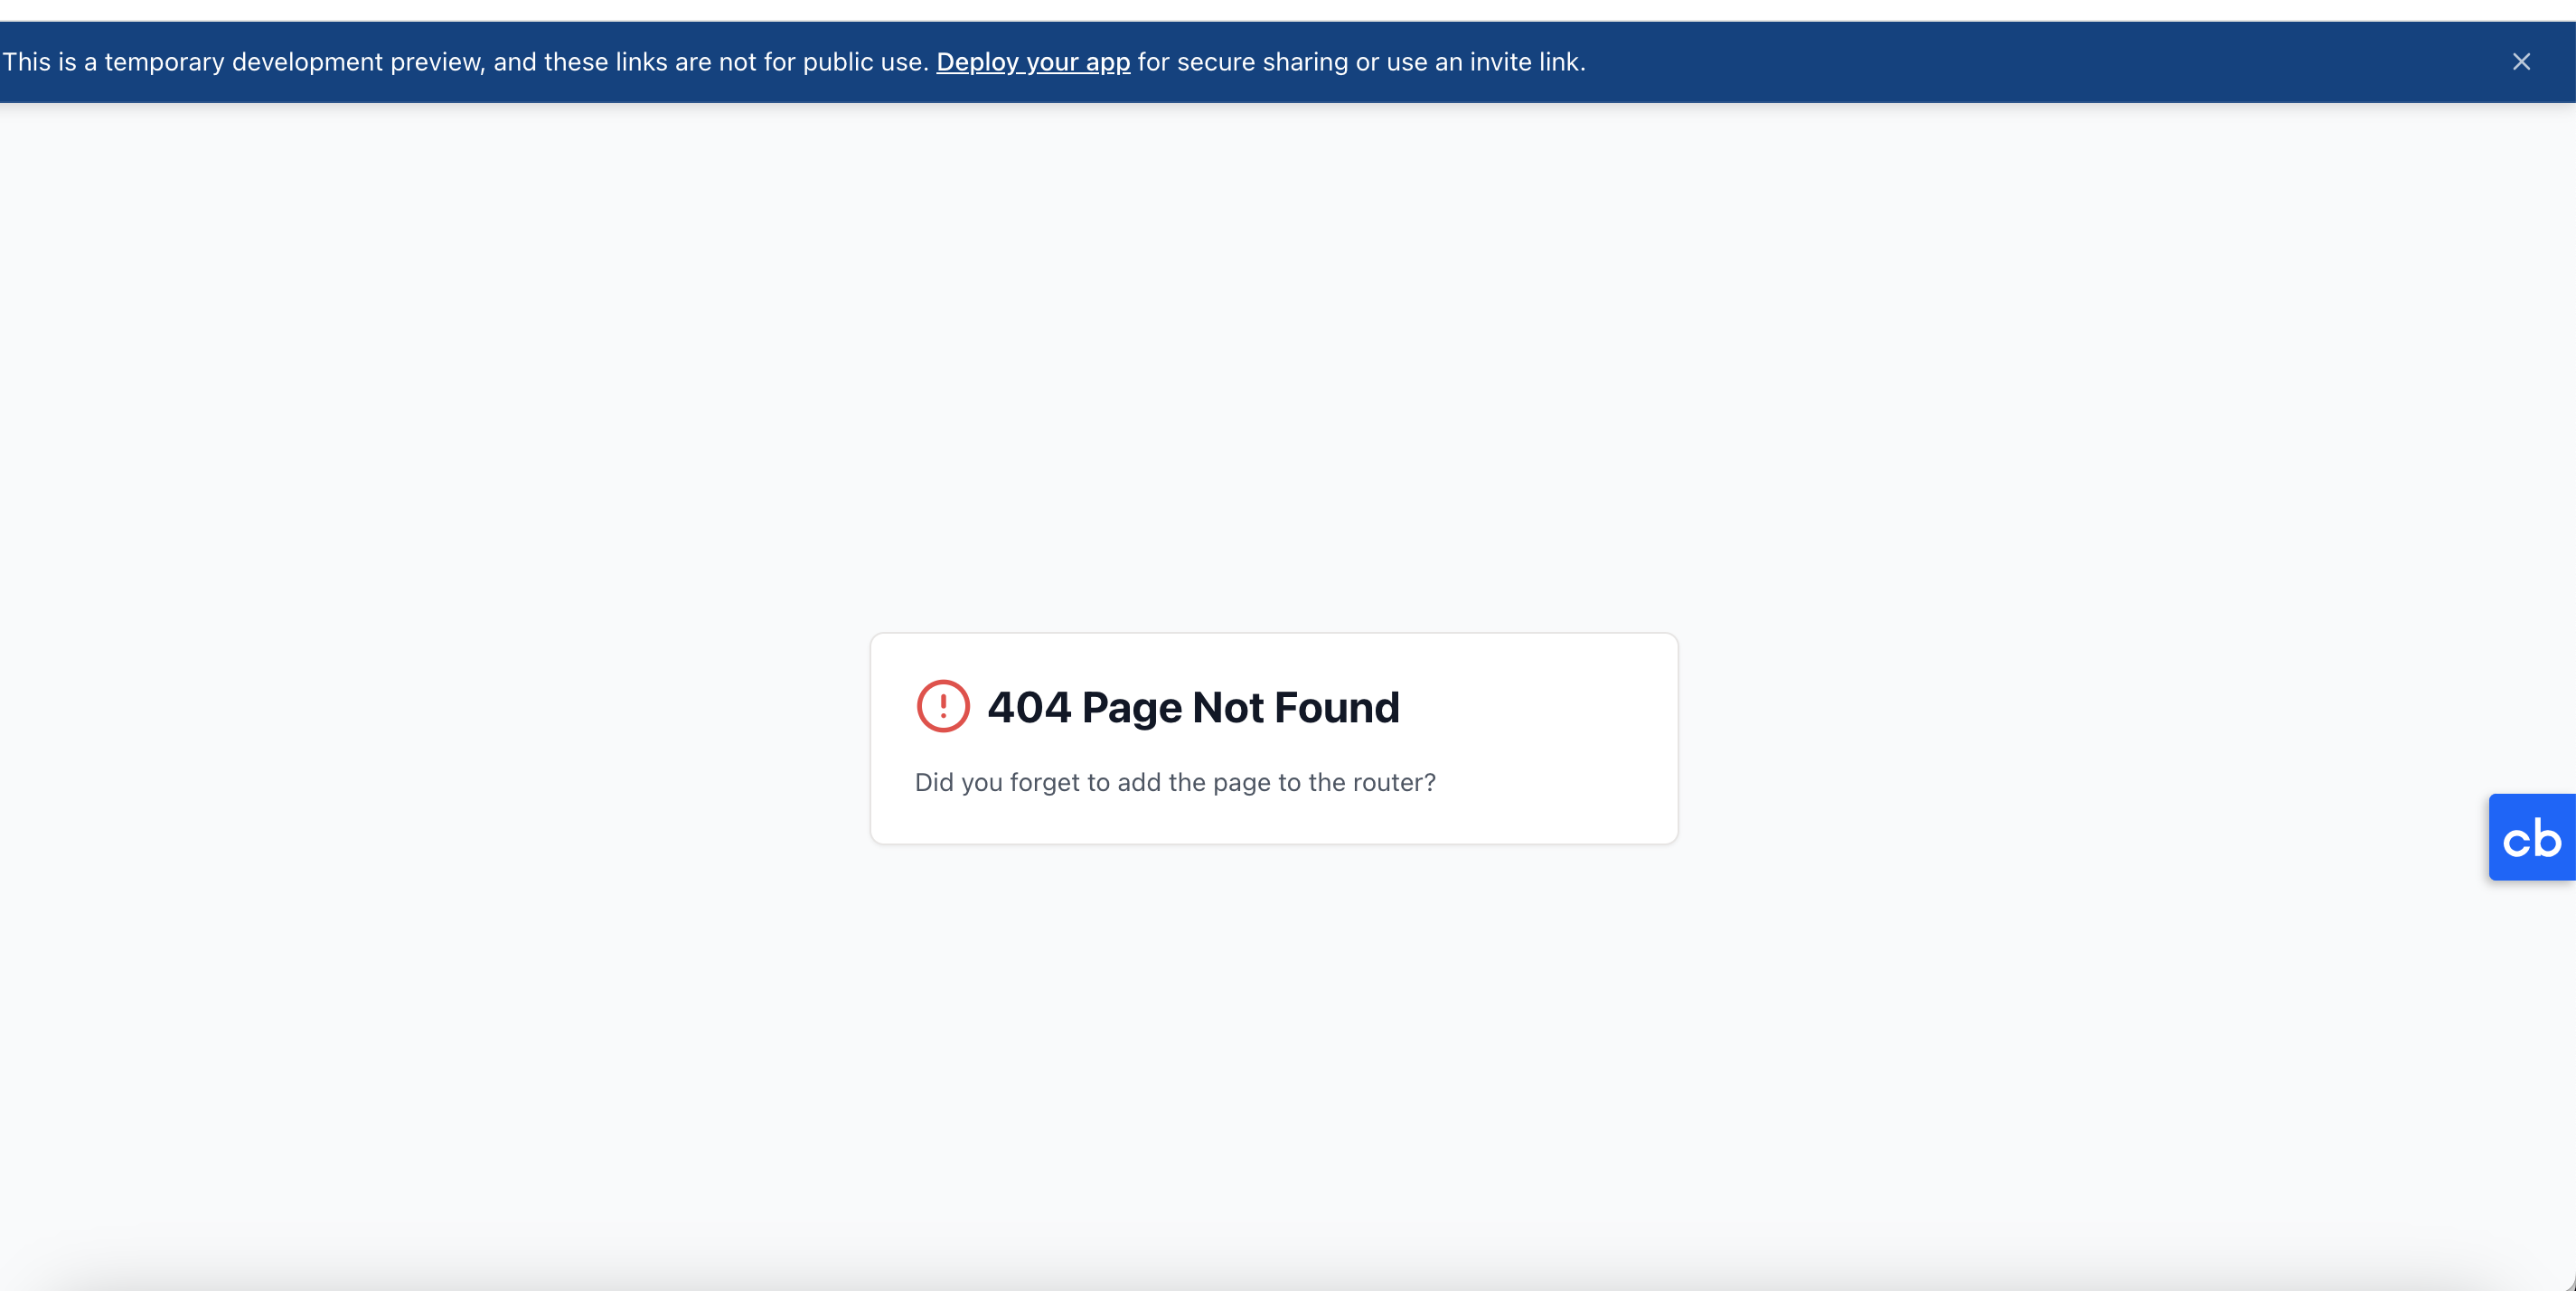 This is a temporary development preview, and these links are not for public use. Deploy your app for secure sharing or use an invite link.
404 Page Not Found
Did you forget to add the page to the router?
cb